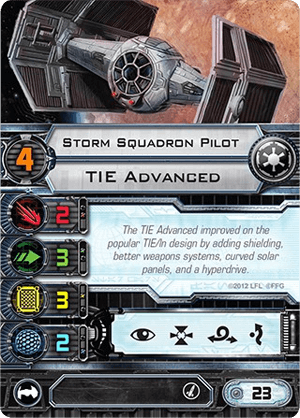 STORM SQUADRON PILOT
4
TIE ADVANCED
2
The TIE Advanced improved on the
popular TIE/ln design by adding shielding,
better weapons systems, curved solar
panels, and a hyperdrive.
3
©2012 LFL ©FFG
3
2
23